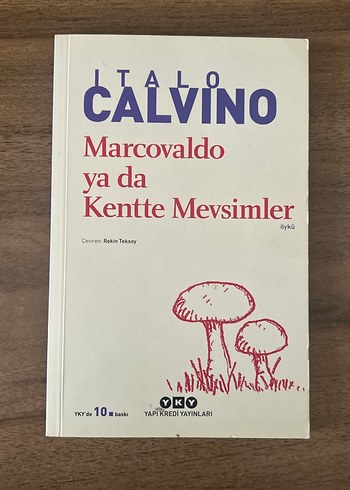 ITALO
CALVINO
Marcovaldo
ya da
Kentte Mevsimler
öykü
Çeviren: Rekin Teksoy
YKY'de 10. baskı
YKY
YAPI KREDİ YAYINLARI